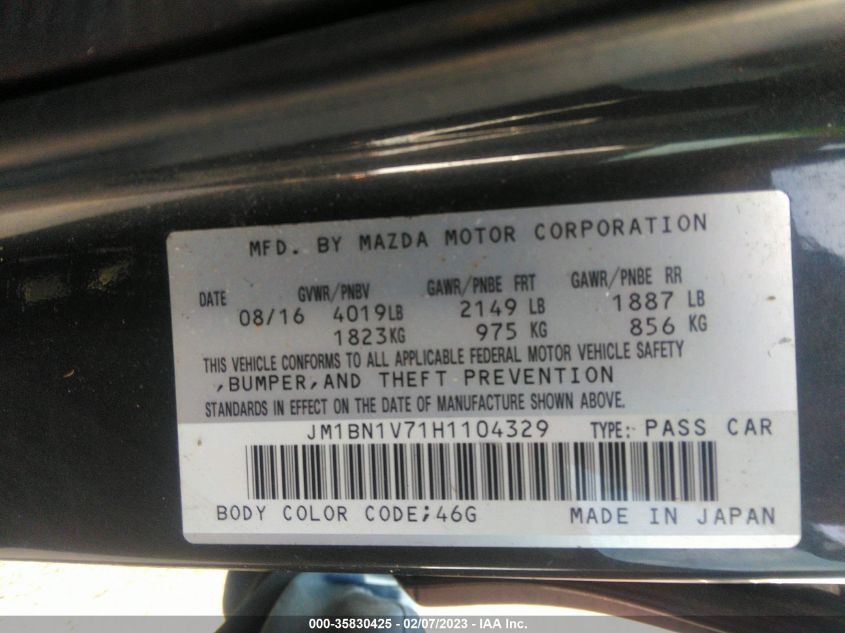 MFD. BY MAZDA MOTOR CORPORATION
DATE GVWR/PNBV GAWR/PNBE FRT GAWR/PNBE RR
08/16 4019LB 2149 LB 1887 LB
1823KG 975 KG 856 KG
THIS VEHICLE CONFORMS TO ALL APPLICABLE FEDERAL MOTOR VEHICLE SAFETY
,BUMPER,AND THEFT PREVENTION
STANDARDS IN EFFECT ON THE DATE OF MANUFACTURE SHOWN ABOVE.
JM1BN1V71H1104329 TYPE: PASS CAR
BODY COLOR CODE;46G MADE IN JAPAN
000-35830425 - 02/07/2023 - IAA Inc.